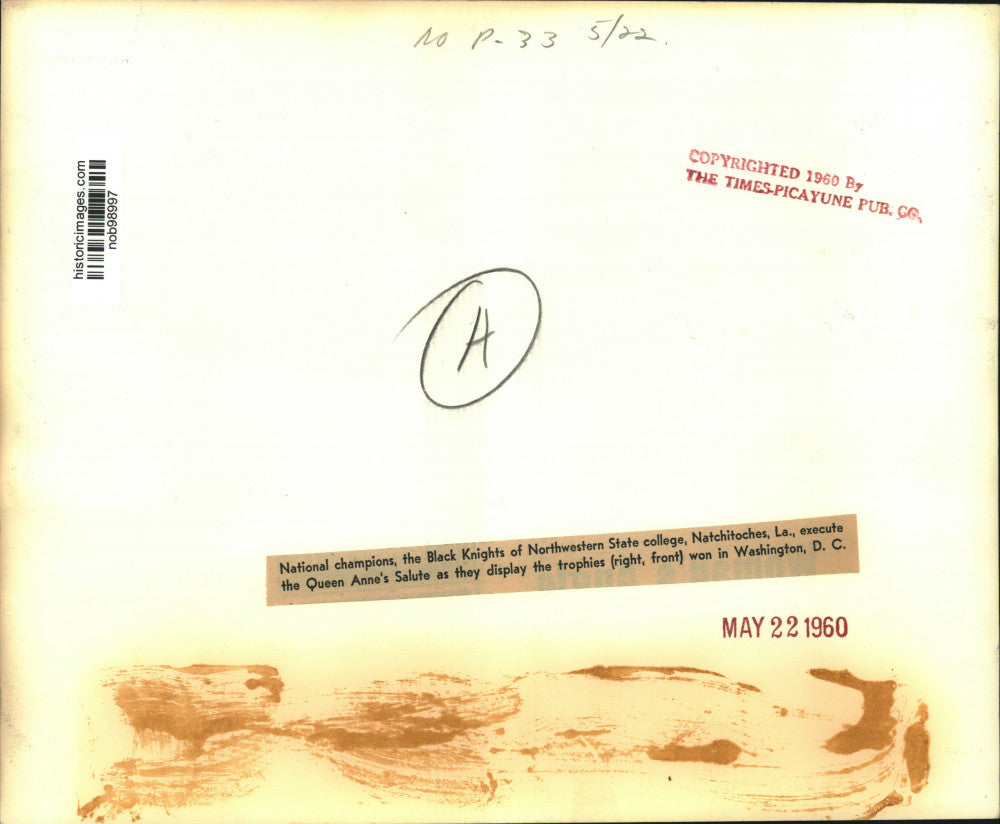 NO P-33 5/22.
COPYRIGHTED 1960 By
THE TIMES-PICAYUNE PUB. CO.
historicimages.com
nob98997
A
National champions, the Black Knights of Northwestern State college, Natchitoches, La., execute
the Queen Anne's Salute as they display the trophies (right, front) won in Washington, D. C.
MAY 22 1960